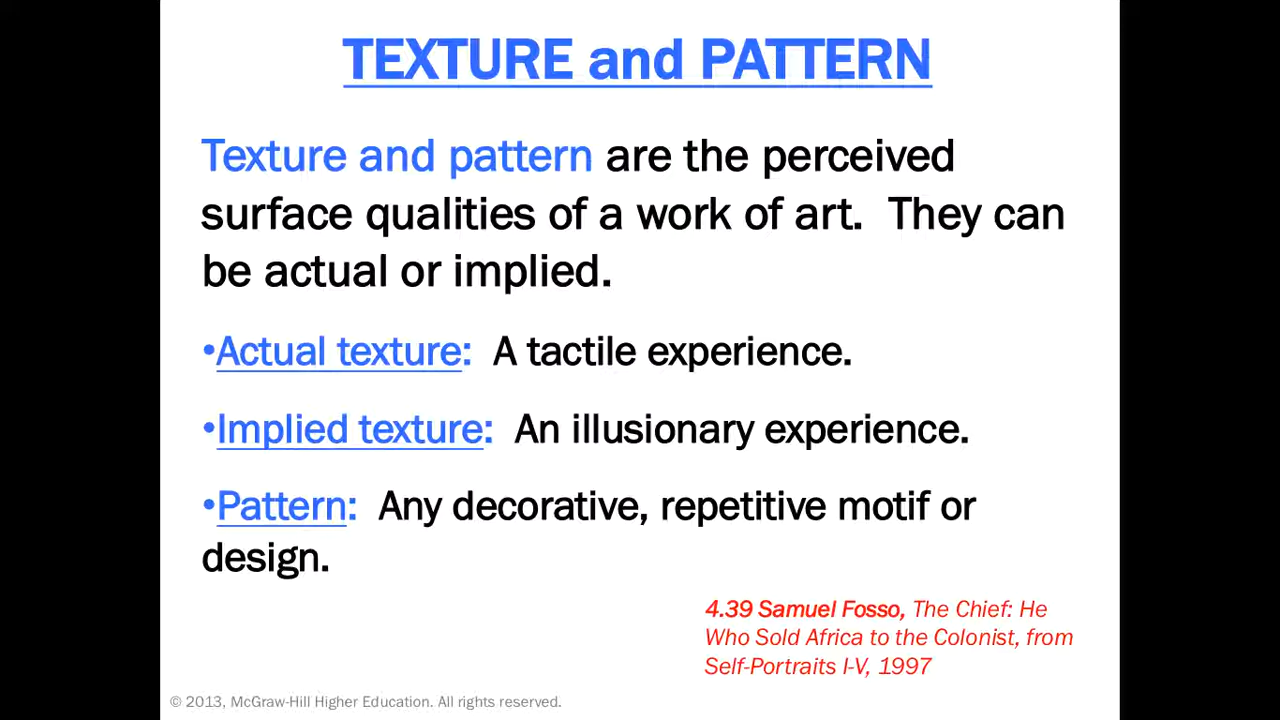 TEXTURE and PATTERN
Texture and pattern are the perceived
surface qualities of a work of art.  They can
be actual or implied.
•Actual texture:  A tactile experience.
•Implied texture:  An illusionary experience.
•Pattern:  Any decorative, repetitive motif or
design.
4.39 Samuel Fosso, The Chief: He
Who Sold Africa to the Colonist, from
Self-Portraits I-V, 1997
© 2013, McGraw-Hill Higher Education. All rights reserved.